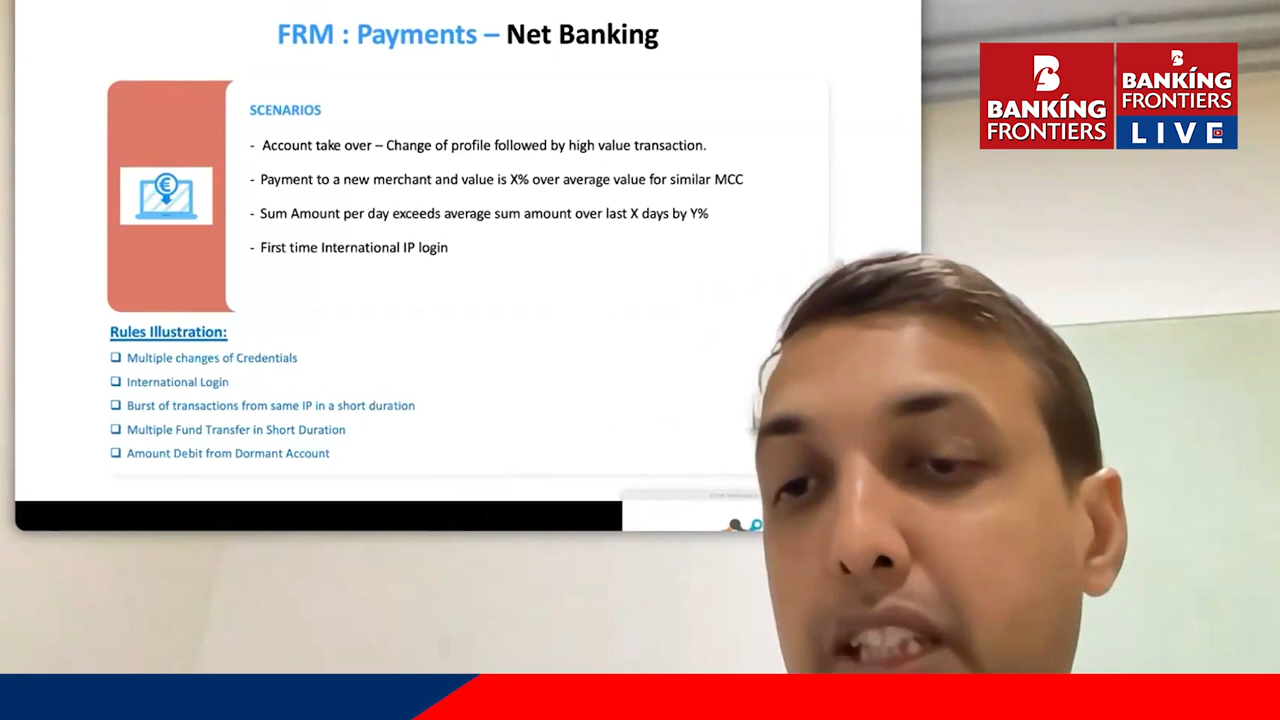 FRM : Payments – Net Banking
SCENARIOS
- Account take over – Change of profile followed by high value transaction.
- Payment to a new merchant and value is X% over average value for similar MCC
- Sum Amount per day exceeds average sum amount over last X days by Y%
- First time International IP login
Rules Illustration:
❑ Multiple changes of Credentials
❑ International Login
❑ Burst of transactions from same IP in a short duration
❑ Multiple Fund Transfer in Short Duration
❑ Amount Debit from Dormant Account
BANKING
FRONTIERS
BANKING
FRONTIERS
LIVE